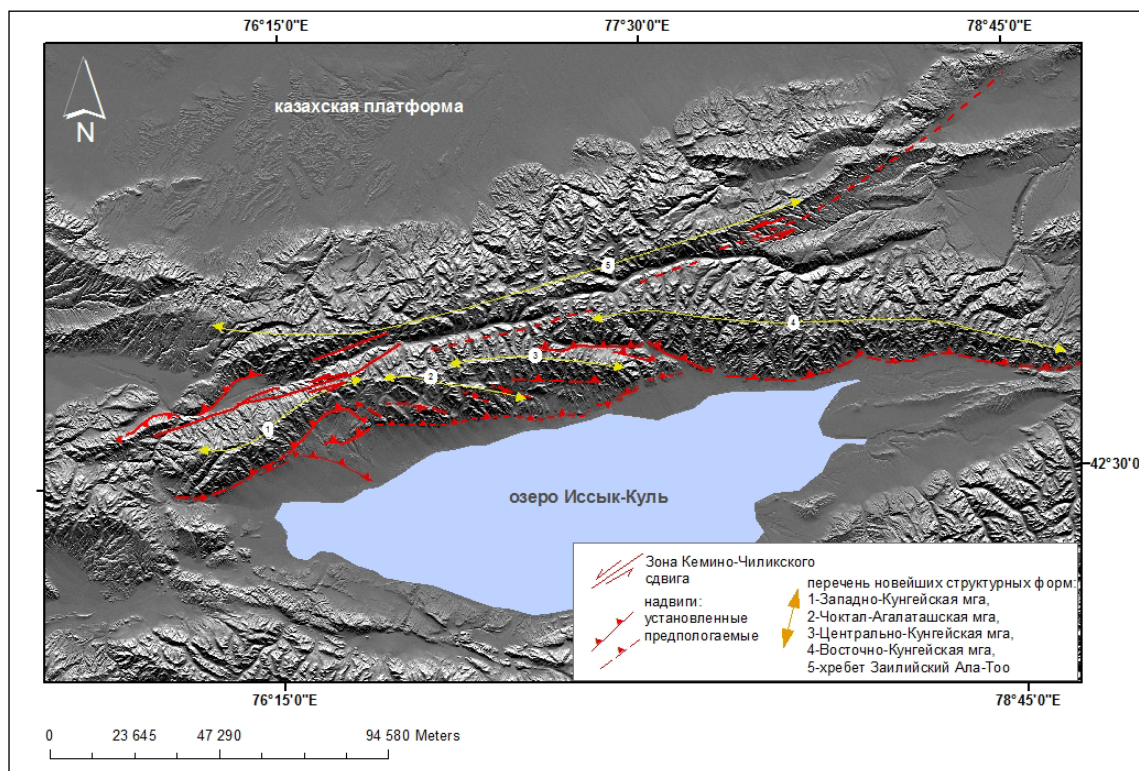 76°15'0"E
77°30'0"E
78°45'0"E
казахская платформа
N
5
4
3
2
1
42°30'0"N
озеро Иссык-Куль
Зона Кемино-Чиликского
сдвига
надвиги:
установленные
предпологаемые
перечень новейших структурных форм:
1-Западно-Кунгейская мга,
2-Чоктал-Агалаташская мга,
3-Центрально-Кунгейская мга,
4-Восточно-Кунгейская мга,
5-хребет Заилийский Ала-Тоо
76°15'0"E
78°45'0"E
0 23 645 47 290 94 580 Meters